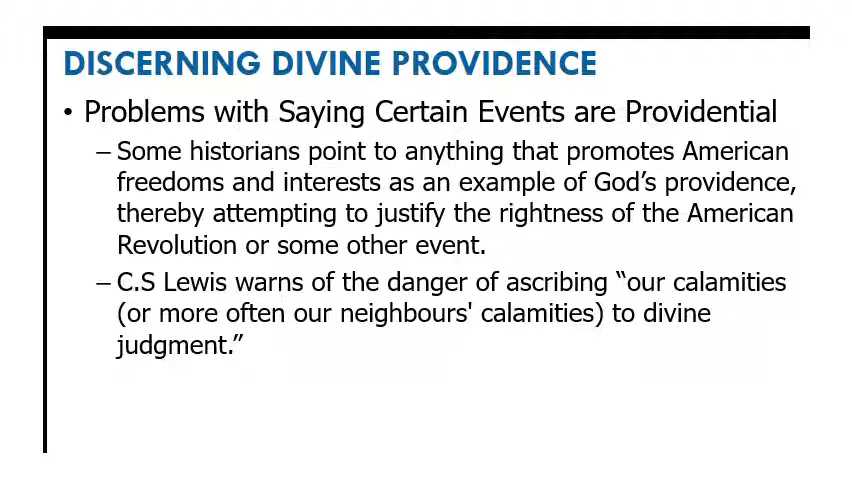 DISCERNING DIVINE PROVIDENCE
• Problems with Saying Certain Events are Providential
– Some historians point to anything that promotes American
freedoms and interests as an example of God’s providence,
thereby attempting to justify the rightness of the American
Revolution or some other event.
– C.S Lewis warns of the danger of ascribing “our calamities
(or more often our neighbours' calamities) to divine
judgment.”